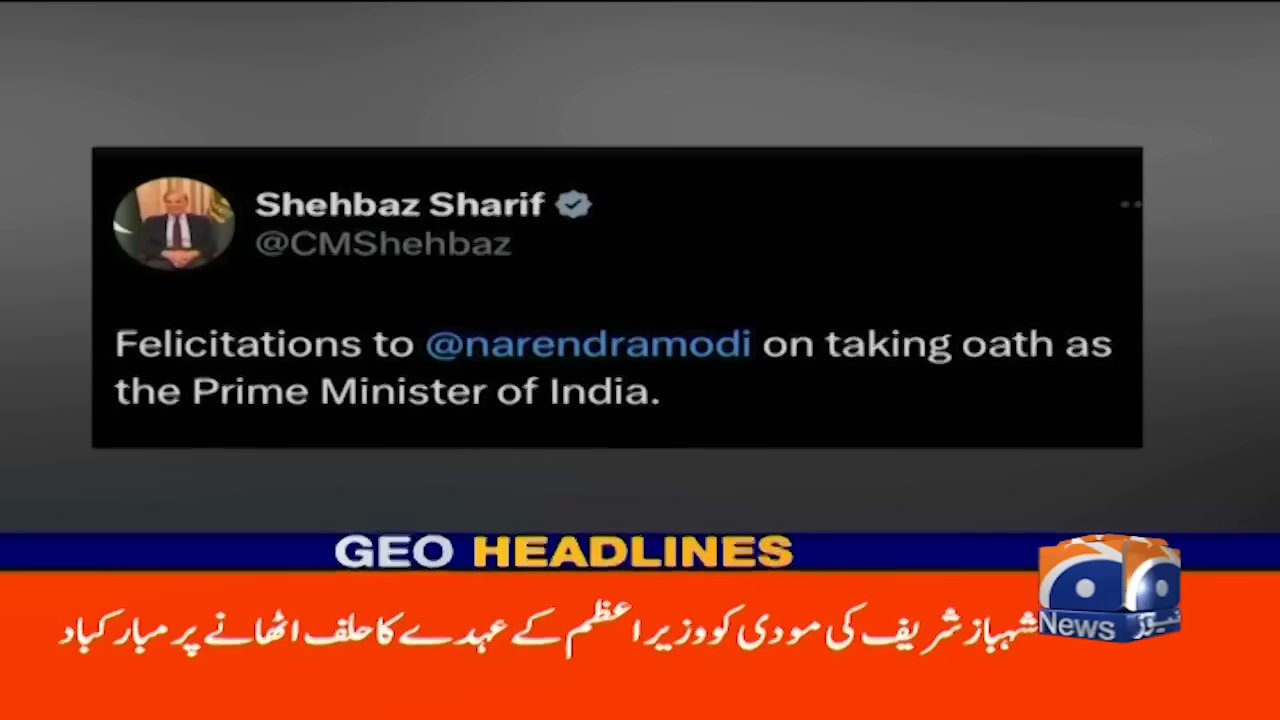 Shehbaz Sharif
@CMShehbaz
Felicitations to @narendramodi on taking oath as
the Prime Minister of India.
GEO HEADLINES
شہباز شریف کی مودی کو وزیر اعظم کے عہدے کا حلف اٹھانے پر مبارکباد
News نیوز